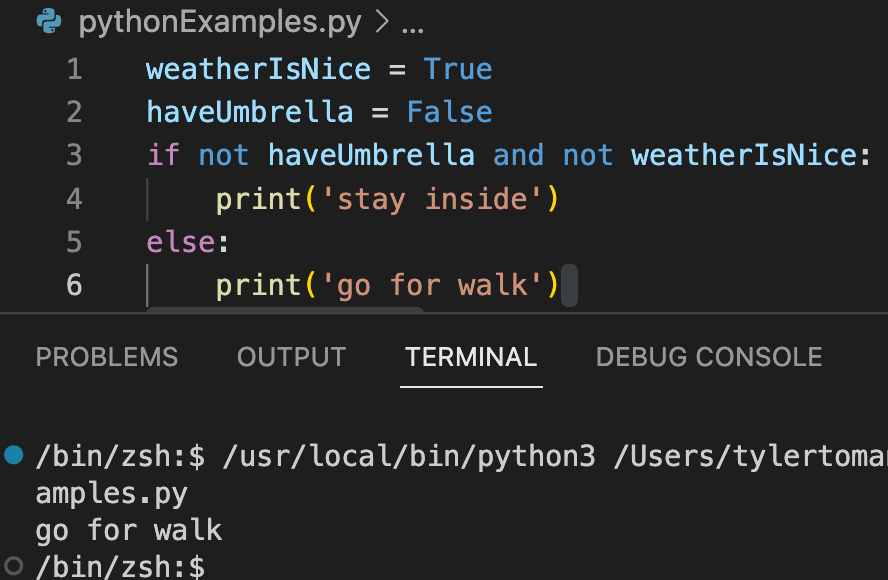 pythonExamples.py > ...
1 weatherIsNice = True
2 haveUmbrella = False
3 if not haveUmbrella and not weatherIsNice:
4     print('stay inside')
5 else:
6     print('go for walk')
PROBLEMS OUTPUT TERMINAL DEBUG CONSOLE
/bin/zsh:$ /usr/local/bin/python3 /Users/tylertoma
amples.py
go for walk
/bin/zsh:$